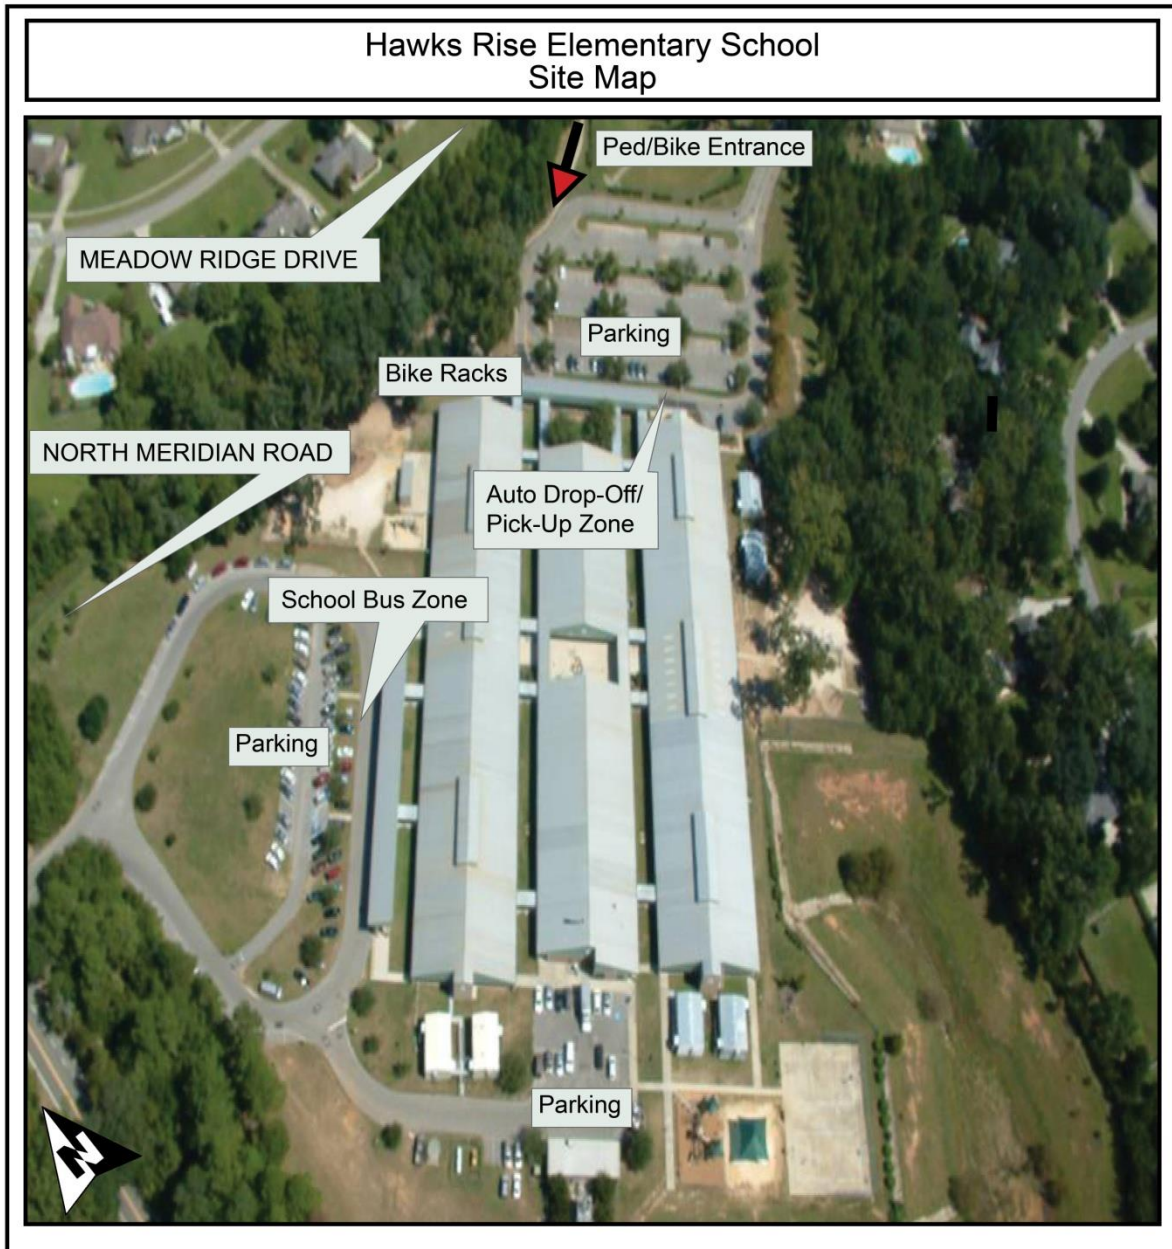 Hawks Rise Elementary School
Site Map
Ped/Bike Entrance
MEADOW RIDGE DRIVE
Parking
Bike Racks
NORTH MERIDIAN ROAD
Auto Drop-Off/
Pick-Up Zone
School Bus Zone
Parking
Parking
N